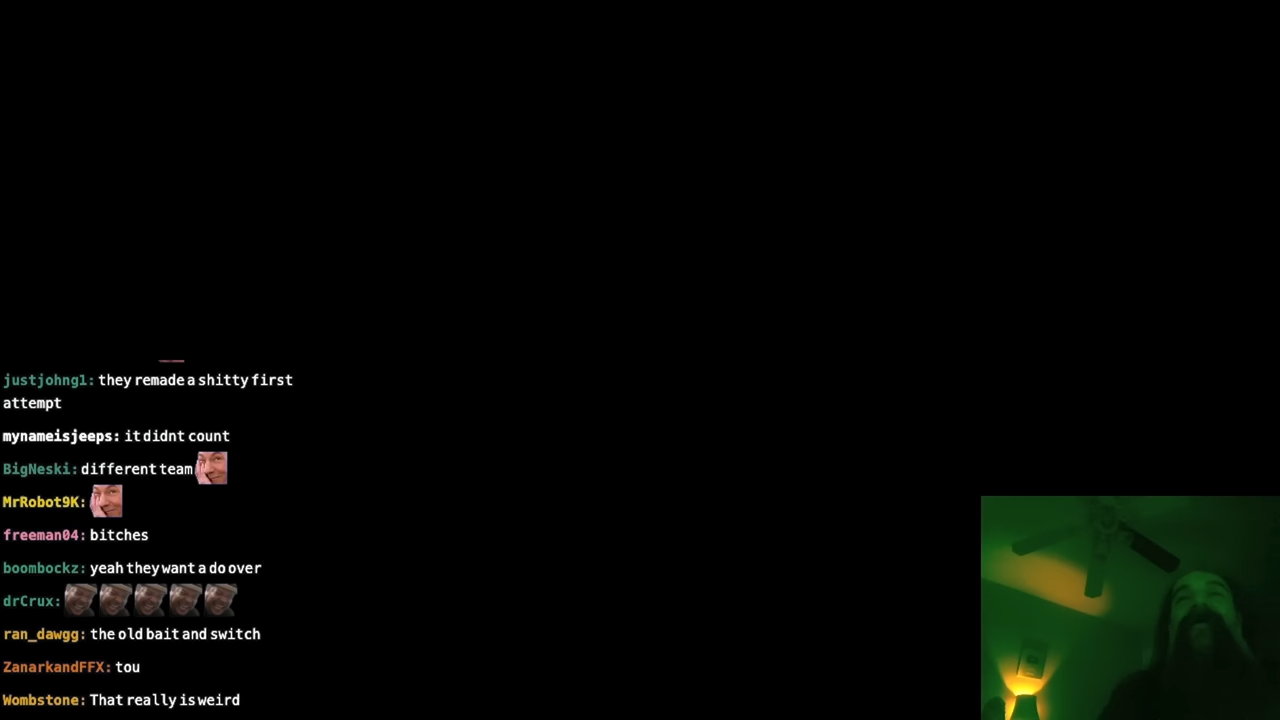 justjohng1: they remade a shitty first
attempt
mynameisjeeps: it didnt count
BigNeski: different team
MrRobot9K:
freeman04: bitches
boombockz: yeah they want a do over
drCrux:
ran_dawgg: the old bait and switch
ZanarkandFFX: tou
Wombstone: That really is weird